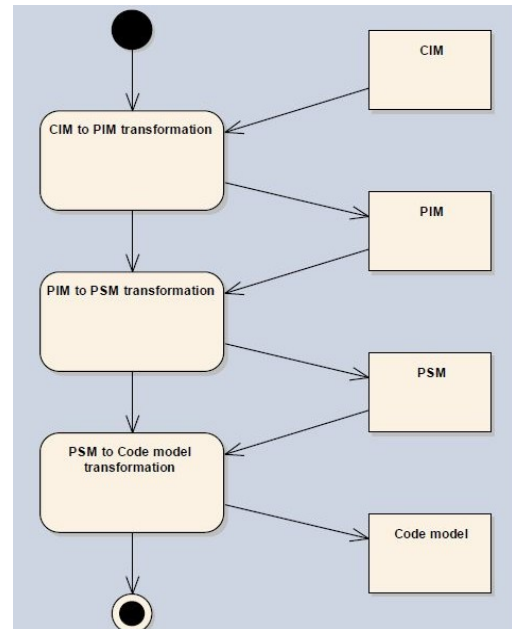 CIM
CIM to PIM transformation
PIM
PIM to PSM transformation
PSM
PSM to Code model
transformation
Code model